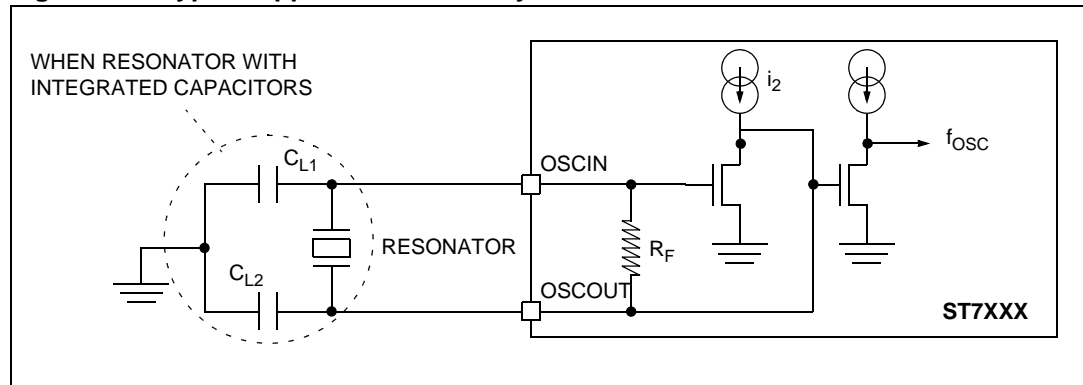 WHEN RESONATOR WITH
INTEGRATED CAPACITORS
i2
fOSC
CL1
OSCIN
RESONATOR
RF
CL2
OSCOUT
ST7XXX